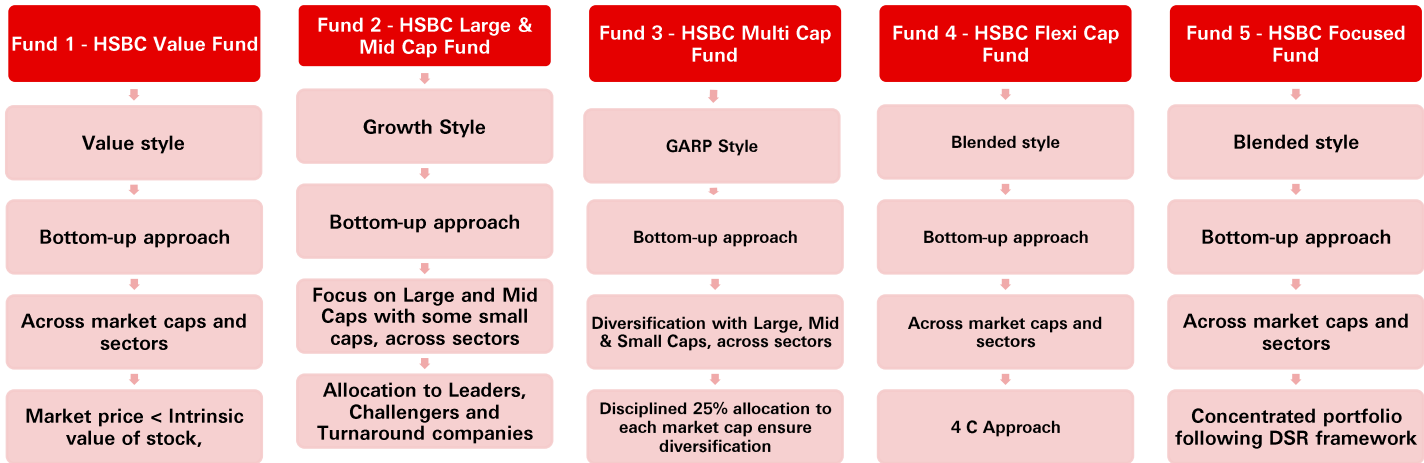 Fund 1 - HSBC Value Fund
Value style
Bottom-up approach
Across market caps and
sectors
Market price < Intrinsic
value of stock,
Fund 2 - HSBC Large &
Mid Cap Fund
Growth Style
Bottom-up approach
Focus on Large and Mid
Caps with some small
caps, across sectors
Allocation to Leaders,
Challengers and
Turnaround companies
Fund 3 - HSBC Multi Cap
Fund
GARP Style
Bottom-up approach
Diversification with Large, Mid
& Small Caps, across sectors
Disciplined 25% allocation to
each market cap ensure
diversification
Fund 4 - HSBC Flexi Cap
Fund
Blended style
Bottom-up approach
Across market caps and
sectors
4 C Approach
Fund 5 - HSBC Focused
Fund
Blended style
Bottom-up approach
Across market caps and
sectors
Concentrated portfolio
following DSR framework